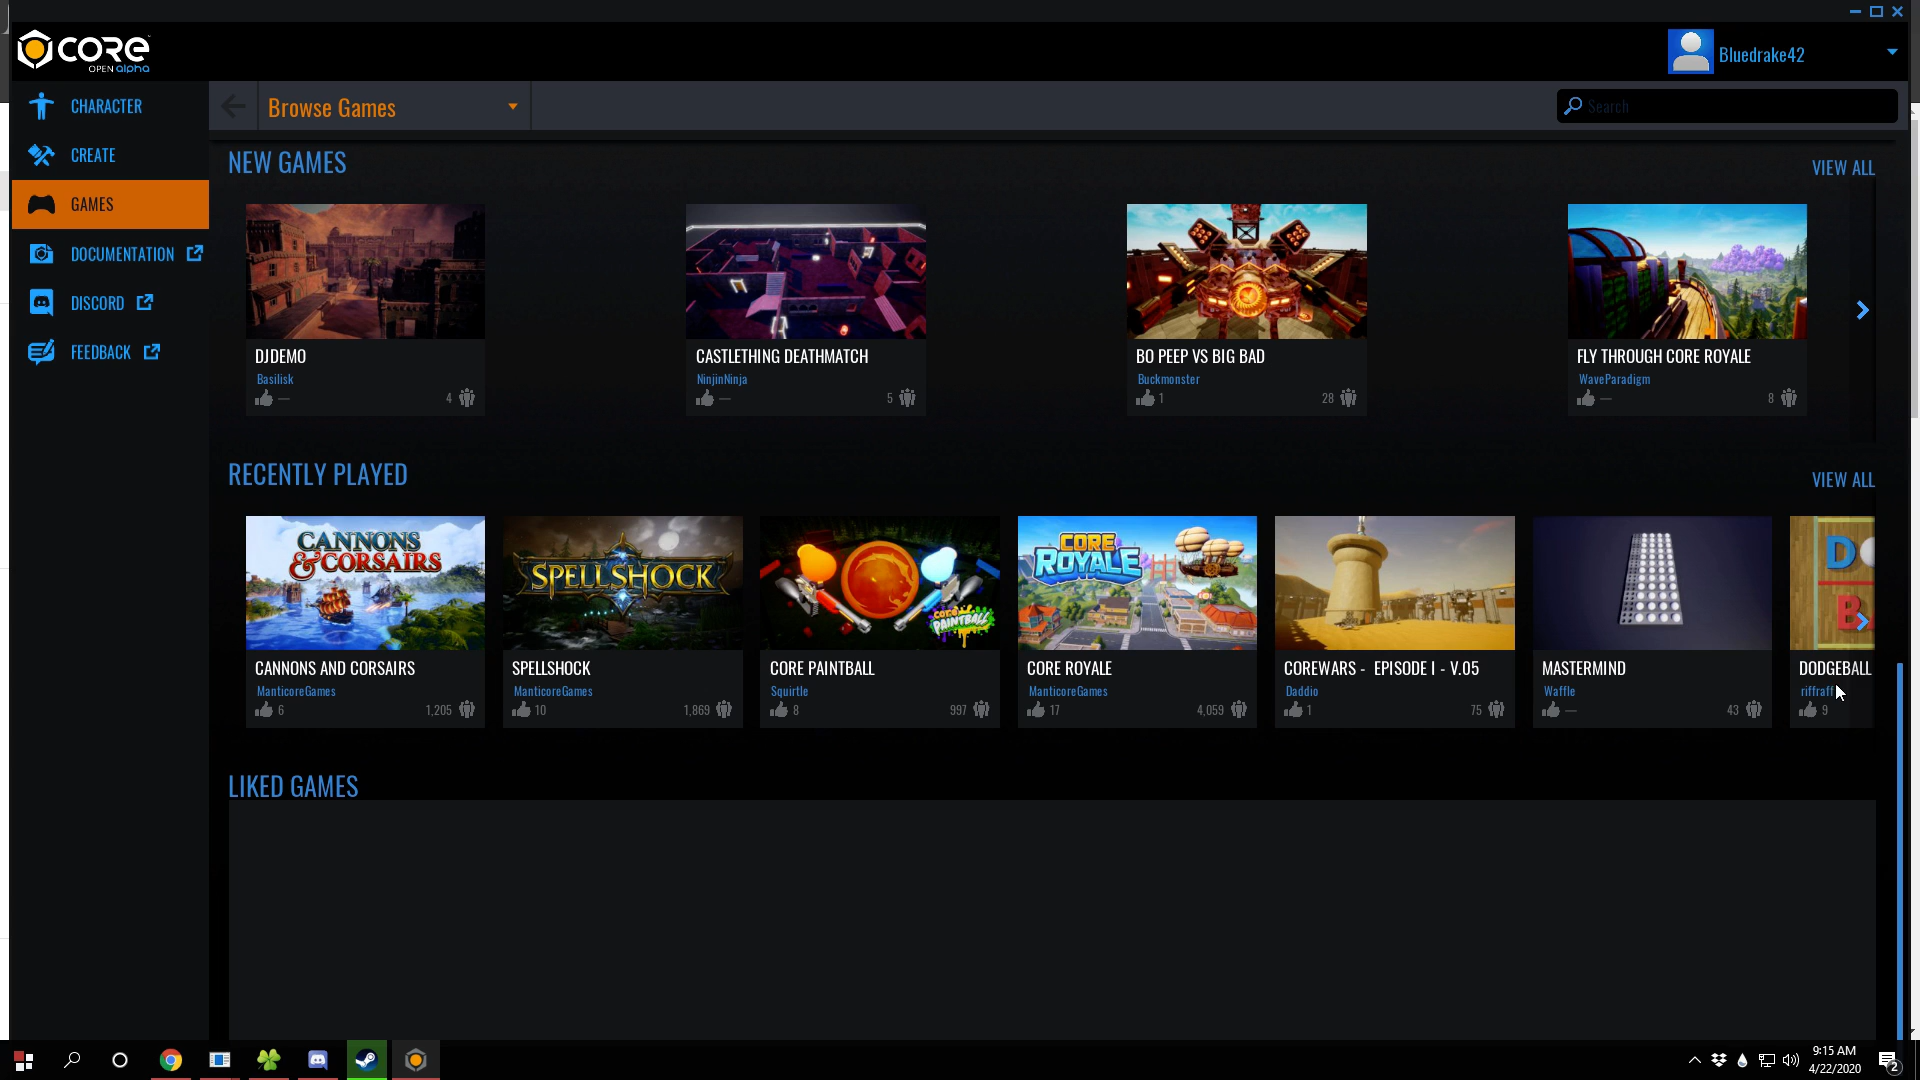 CORE
OPEN alpha
Bluedrake42
CHARACTER
CREATE
GAMES
DOCUMENTATION
DISCORD
FEEDBACK
Browse Games
Search
NEW GAMES
VIEW ALL
DJDEMO
Basilisk
—
4
CASTLETHING DEATHMATCH
NinjinNinja
—
5
BO PEEP VS BIG BAD
Buckmonster
1
28
FLY THROUGH CORE ROYALE
WaveParadigm
—
8
RECENTLY PLAYED
VIEW ALL
CANNONS
& CORSAIRS
CANNONS AND CORSAIRS
ManticoreGames
6
1,205
SPELLSHOCK
SPELLSHOCK
ManticoreGames
10
1,869
CORE
PAINTBALL
CORE PAINTBALL
Squirtle
8
997
CORE
ROYALE
CORE ROYALE
ManticoreGames
17
4,059
COREWARS - EPISODE I - V.05
Daddio
1
75
MASTERMIND
Waffle
—
43
DO
B
DODGEBALL
riffraff
9
LIKED GAMES
9:15 AM
4/22/2020
2